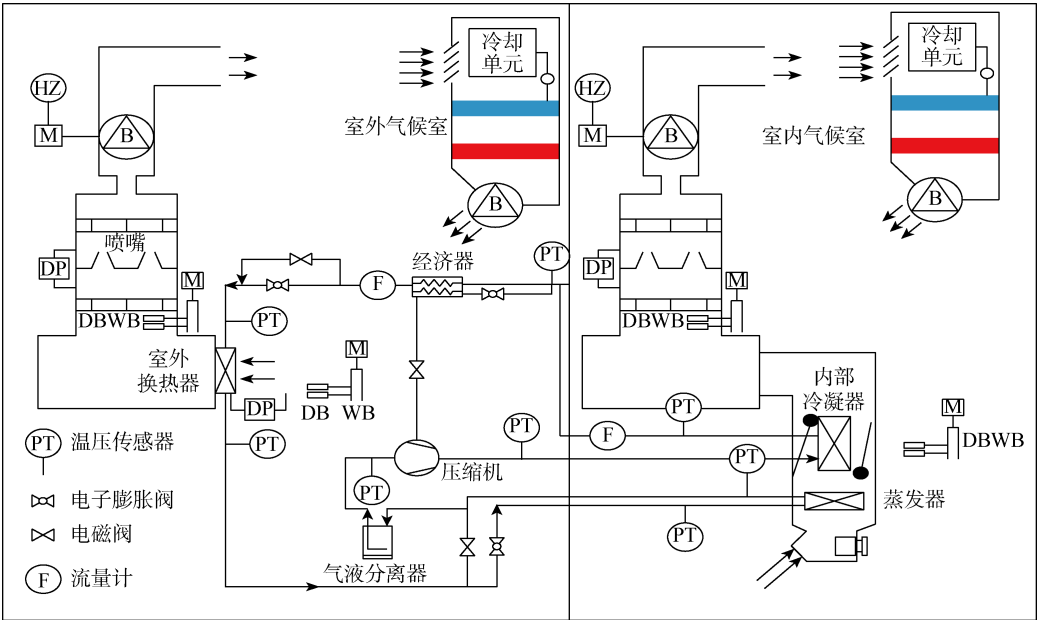 冷却
单元
冷却
单元
HZ
HZ
室外气候室
室内气候室
M
B
M
B
B
B
喷嘴
DP
经济器
PT
DP
M
M
F
DBWB
PT
DBWB
室外
换热器
M
内部
冷凝器
DP
DB WB
PT
M
PT
温压传感器
PT
PT
F
DBWB
压缩机
PT
PT
蒸发器
电子膨胀阀
电磁阀
PT
气液分离器
F
流量计